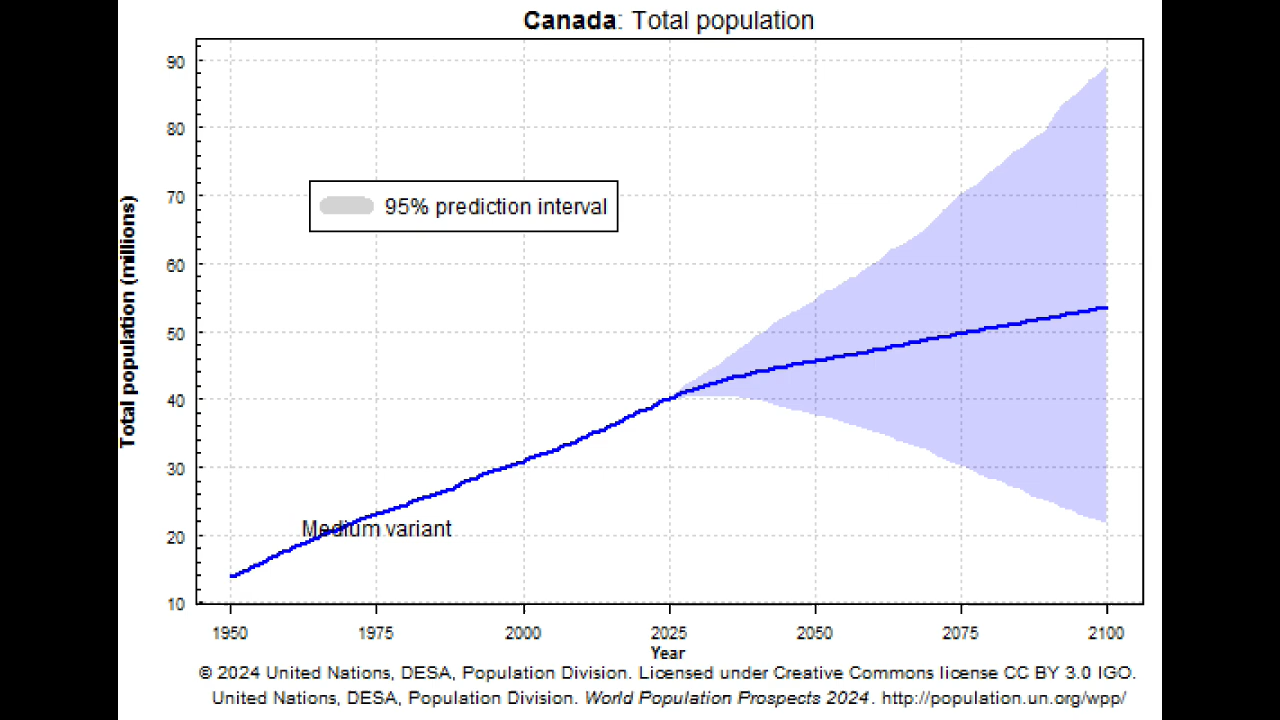 Canada: Total population
90
80
70
60
50
40
30
20
10
Total population (millions)
95% prediction interval
Medium variant
1950 1975 2000 2025 2050 2075 2100
Year
© 2024 United Nations, DESA, Population Division. Licensed under Creative Commons license CC BY 3.0 IGO.
United Nations, DESA, Population Division. World Population Prospects 2024. http://population.un.org/wpp/